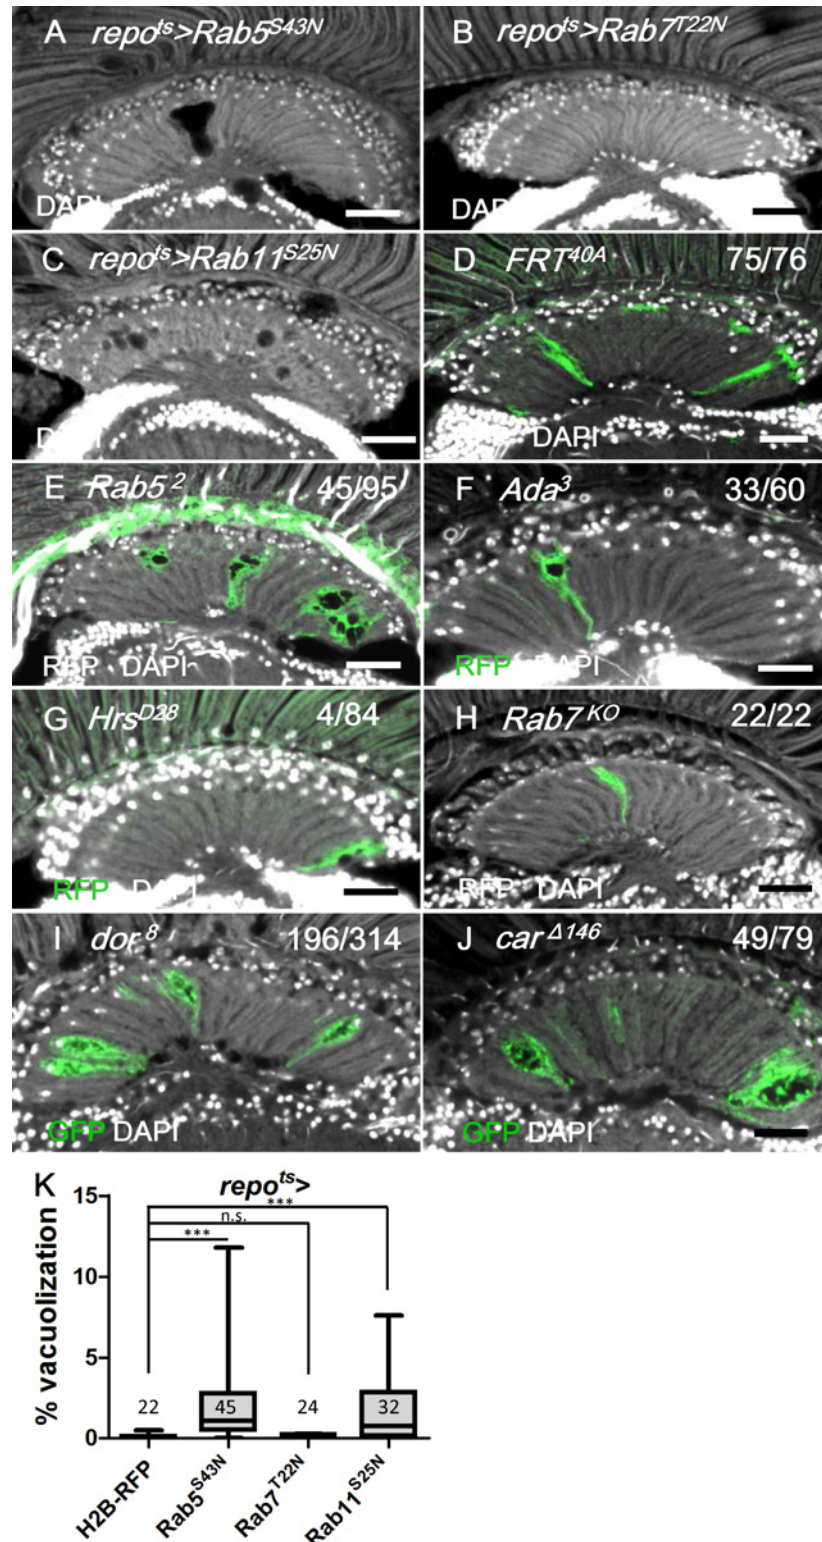 A repo^ts>Rab5^S43N
DAPI
B repo^ts>Rab7^T22N
DAPI
C repo^ts>Rab11^S25N
D FRT^40A 75/76
DAPI
E Rab5^2 45/95
RFP DAPI
F Ada^3 33/60
RFP DAPI
G Hrs^D28 4/84
RFP DAPI
H Rab7^KO 22/22
RFP DAPI
I dor^8 196/314
GFP DAPI
J car^Δ146 49/79
GFP DAPI
K repo^ts>
***
n.s.
***
% vacuolization
15
10
5
0
22
45
24
32
H2B-RFP
Rab5^S43N
Rab7^T22N
Rab11^S25N